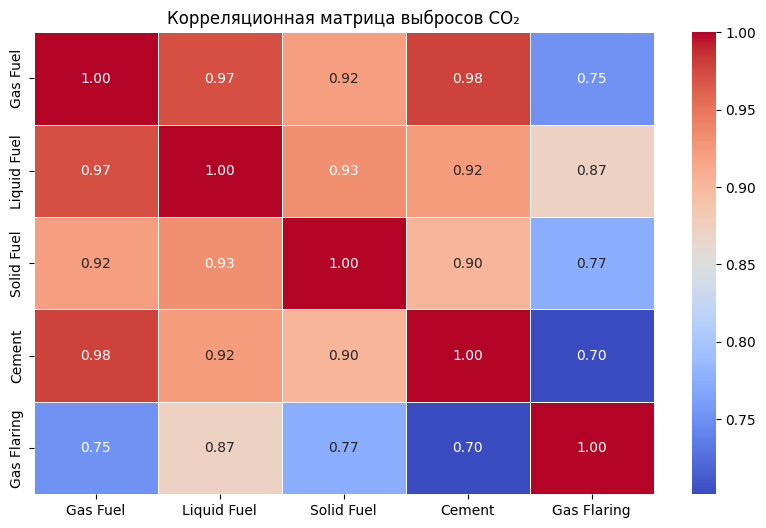 Корреляционная матрица выбросов CO₂
Gas Fuel 1.00 0.97 0.92 0.98 0.75
Liquid Fuel 0.97 1.00 0.93 0.92 0.87
Solid Fuel 0.92 0.93 1.00 0.90 0.77
Cement 0.98 0.92 0.90 1.00 0.70
Gas Flaring 0.75 0.87 0.77 0.70 1.00
Gas Fuel Liquid Fuel Solid Fuel Cement Gas Flaring
1.00
0.95
0.90
0.85
0.80
0.75